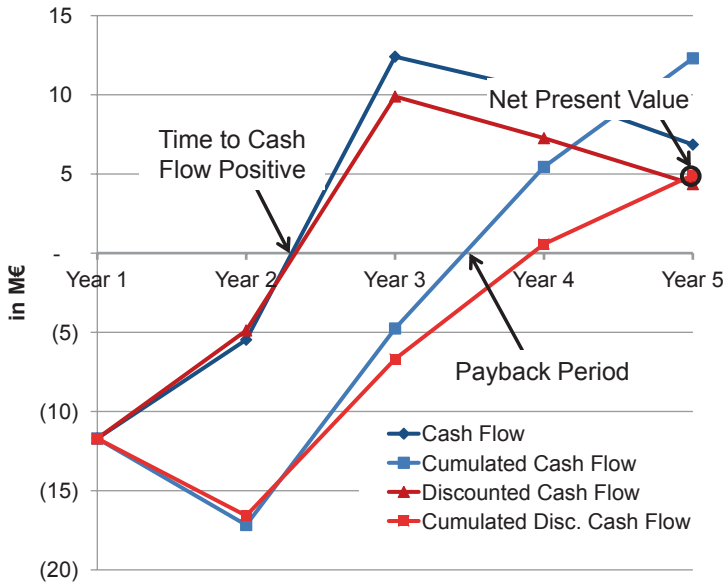 15
10
5
-
(5)
(10)
(15)
(20)
in M€
Year 1
Year 2
Year 3
Year 4
Year 5
Time to Cash
Flow Positive
Net Present Value
Payback Period
Cash Flow
Cumulated Cash Flow
Discounted Cash Flow
Cumulated Disc. Cash Flow